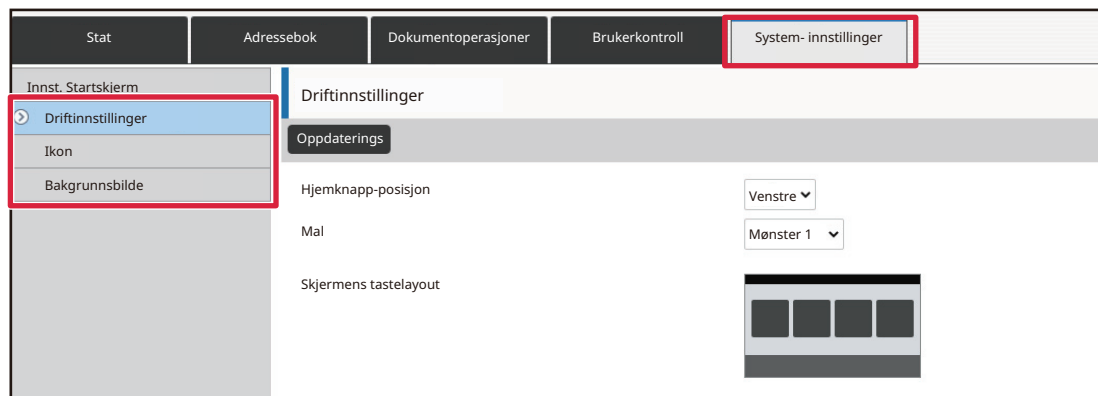 Stat
Adressebok
Dokumentoperasjoner
Brukerkontroll
System- innstillinger
Innst. Startskjerm
Driftinnstillinger
Ikon
Bakgrunnsbilde
Driftinnstillinger
Oppdaterings
Hjemknapp-posisjon
Venstre
Mal
Mønster 1
Skjermens tastelayout